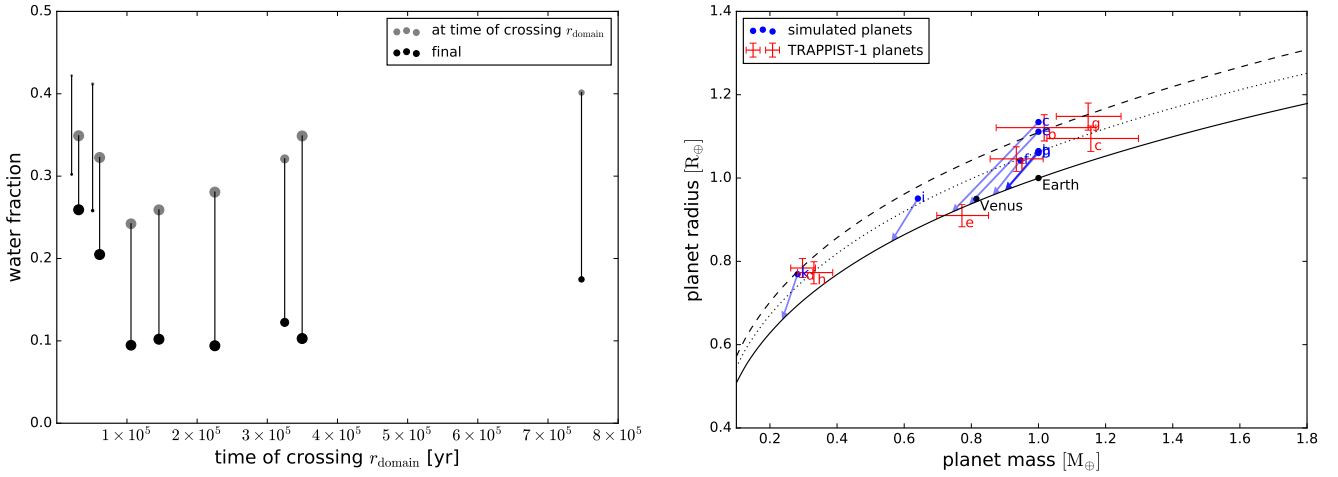 0.5
0.4
0.3
0.2
0.1
0.0
water fraction
at time of crossing r_domain
final
1×10^5
2×10^5
3×10^5
4×10^5
5×10^5
6×10^5
7×10^5
8×10^5
time of crossing r_domain [yr]
1.4
1.2
1.0
0.8
0.6
0.4
planet radius [R⊕]
simulated planets
TRAPPIST-1 planets
c
g
b
c
Earth
Venus
i
e
d
h
0.2
0.4
0.6
0.8
1.0
1.2
1.4
1.6
1.8
planet mass [M⊕]